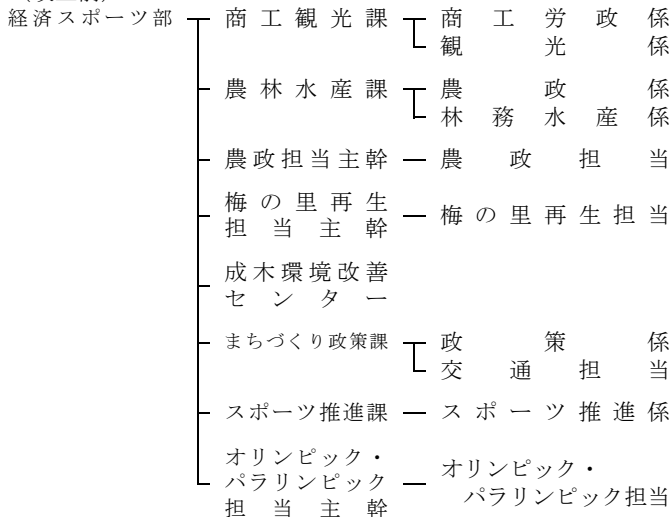 経済スポーツ部
商工観光課
商工労政係
観光係
農林水産課
農政係
林務水産係
農政担当主幹
農政担当
梅の里再生
担当主幹
梅の里再生担当
成木環境改善
センター
まちづくり政策課
政策係
交通担当
スポーツ推進課
スポーツ推進係
オリンピック・
パラリンピック
担当主幹
オリンピック・
パラリンピック担当